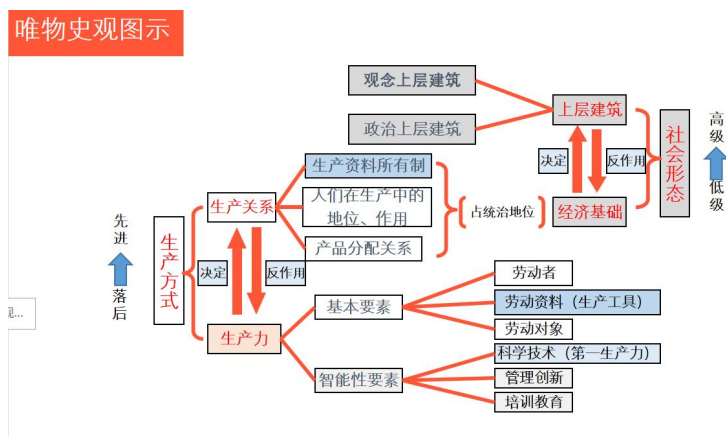 唯物史观图示
观念上层建筑
政治上层建筑
上层建筑
决定
反作用
经济基础
社会形态
高级
低级
生产资料所有制
人们在生产中的
地位、作用
产品分配关系
占统治地位
生产关系
先进
落后
生产方式
决定
反作用
生产力
基本要素
劳动者
劳动资料（生产工具）
劳动对象
智能性要素
科学技术（第一生产力）
管理创新
培训教育